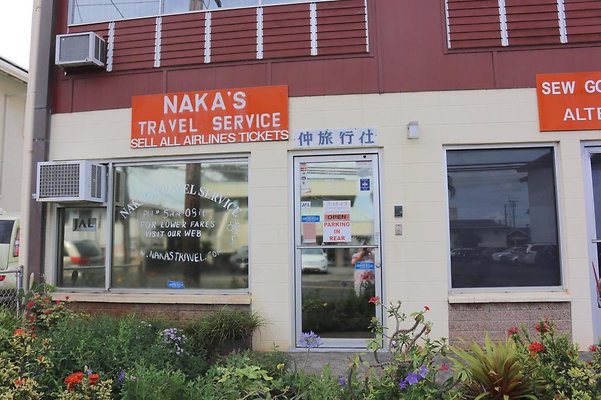 NAKA'S
TRAVEL SERVICE
SELL ALL AIRLINES TICKETS
仲旅行社
SEW GO
ALTE
NAKA'S TRAVEL SERVICE
FOR LOWER FARES
VISIT OUR WEB
.NAKASTRAVEL.COM
JAL
OPEN
PARKING
IN
REAR